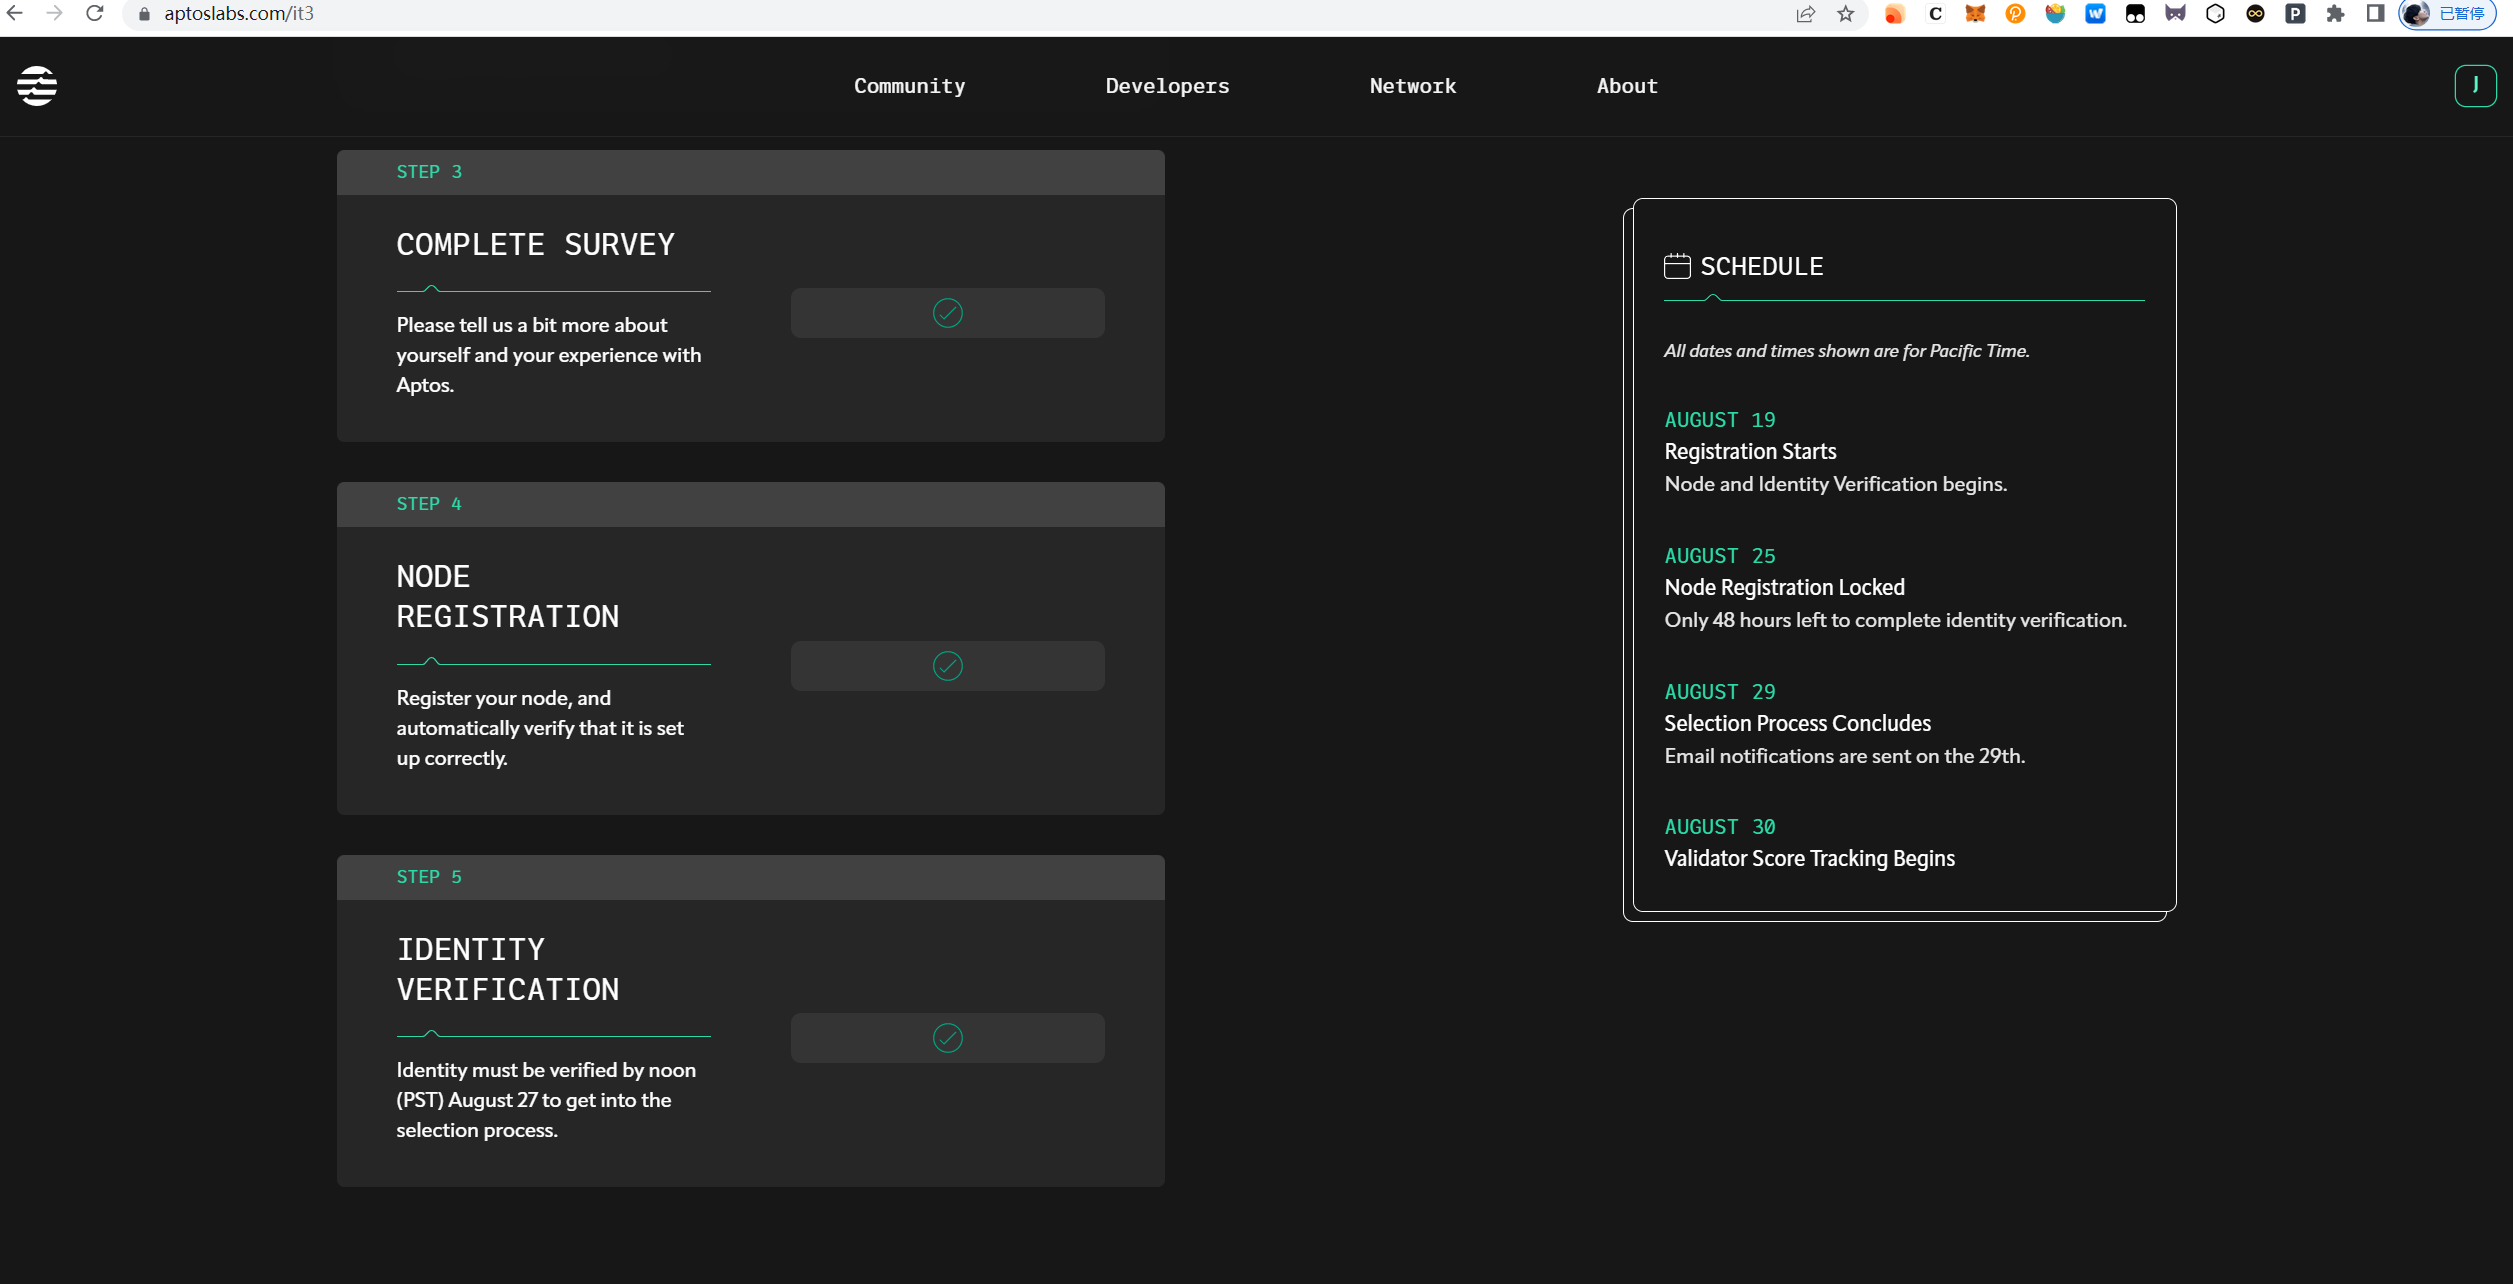 aptoslabs.com/it3
已暂停
Community
Developers
Network
About
J
STEP 3
COMPLETE SURVEY
Please tell us a bit more about
yourself and your experience with
Aptos.
STEP 4
NODE
REGISTRATION
Register your node, and
automatically verify that it is set
up correctly.
STEP 5
IDENTITY
VERIFICATION
Identity must be verified by noon
(PST) August 27 to get into the
selection process.
SCHEDULE
All dates and times shown are for Pacific Time.
AUGUST 19
Registration Starts
Node and Identity Verification begins.
AUGUST 25
Node Registration Locked
Only 48 hours left to complete identity verification.
AUGUST 29
Selection Process Concludes
Email notifications are sent on the 29th.
AUGUST 30
Validator Score Tracking Begins